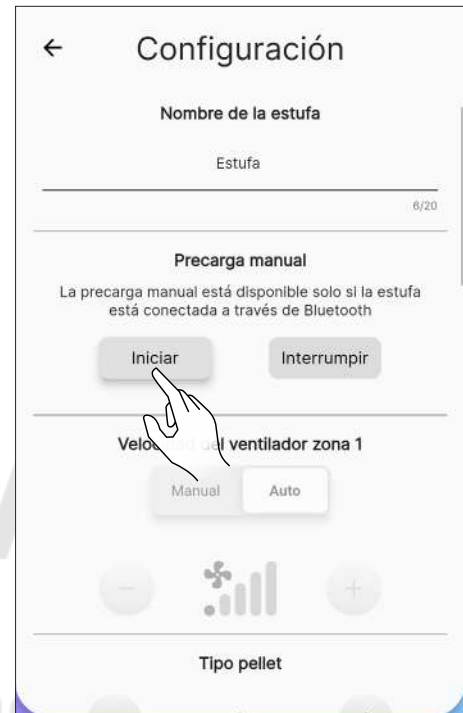 Configuración
Nombre de la estufa
Estufa
6/20
Precarga manual
La precarga manual está disponible solo si la estufa
está conectada a través de Bluetooth
Iniciar
Interrumpir
del ventilador zona 1
Manual
Auto
Tipo pellet